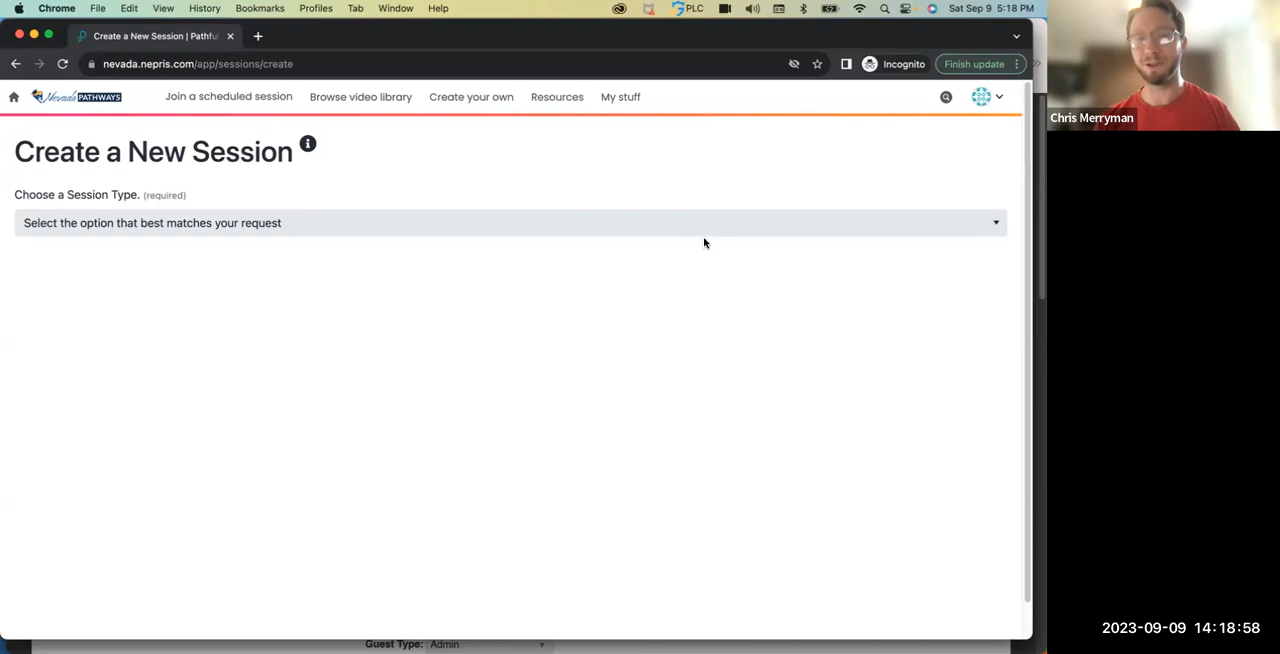 Chrome File Edit View History Bookmarks Profiles Tab Window Help PLC Sat Sep 9 5:18 PM
Create a New Session | Pathfu
nevada.nepris.com/app/sessions/create Incognito Finish update
Nevada PATHWAYS Join a scheduled session Browse video library Create your own Resources My stuff
Chris Merryman
Create a New Session
Choose a Session Type. (required)
Select the option that best matches your request
2023-09-09 14:18:58
Guest Type: Admin